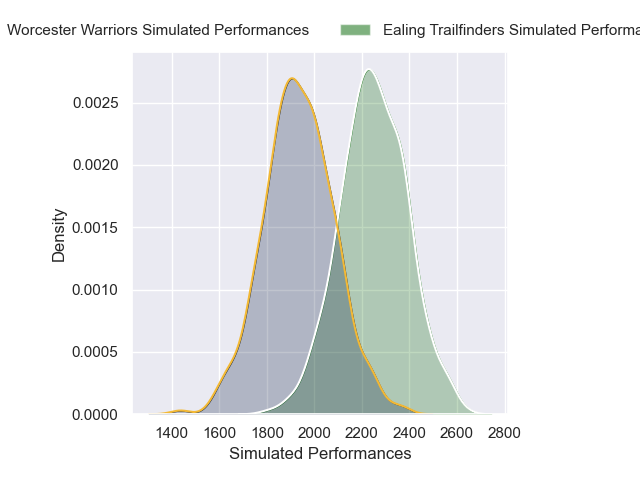 Worcester Warriors Simulated Performances
Ealing Trailfinders Simulated Performa
0.0025
0.0020
0.0015
0.0010
0.0005
0.0000
Density
1400 1600 1800 2000 2200 2400 2600 2800
Simulated Performances